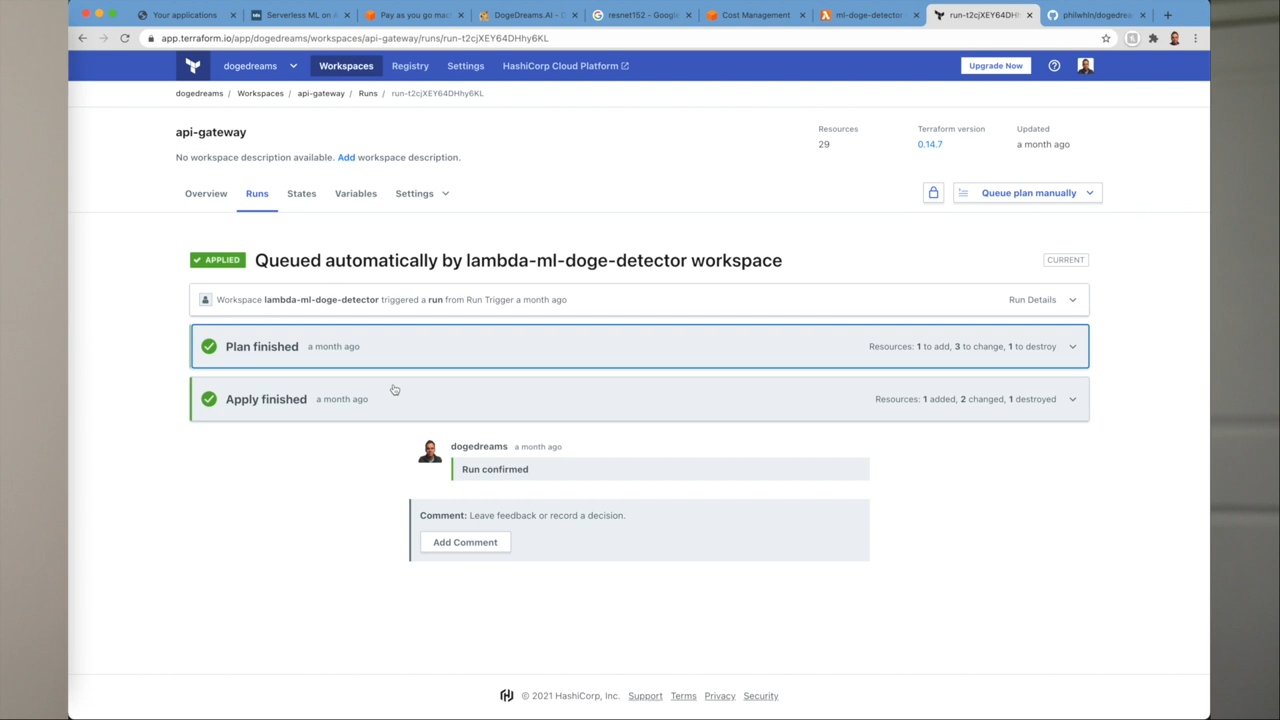 Your applications
Serverless ML on A
Pay as you go mac
DogeDreams.AI - D
resnet152 - Google
Cost Management
ml-doge-detector
run-t2cjXEY64DHh
philwhln/dogedrea
app.terraform.io/app/dogedreams/workspaces/api-gateway/runs/run-t2cjXEY64DHhy6KL
dogedreams
Workspaces
Registry
Settings
HashiCorp Cloud Platform
Upgrade Now
dogedreams / Workspaces / api-gateway / Runs / run-t2cjXEY64DHhy6KL
api-gateway
Resources
Terraform version
Updated
29
0.14.7
a month ago
No workspace description available. Add workspace description.
Overview
Runs
States
Variables
Settings
Queue plan manually
APPLIED
Queued automatically by lambda-ml-doge-detector workspace
CURRENT
Workspace lambda-ml-doge-detector triggered a run from Run Trigger a month ago
Run Details
Plan finished a month ago
Resources: 1 to add, 3 to change, 1 to destroy
Apply finished a month ago
Resources: 1 added, 2 changed, 1 destroyed
dogedreams a month ago
Run confirmed
Comment: Leave feedback or record a decision.
Add Comment
© 2021 HashiCorp, Inc. Support Terms Privacy Security